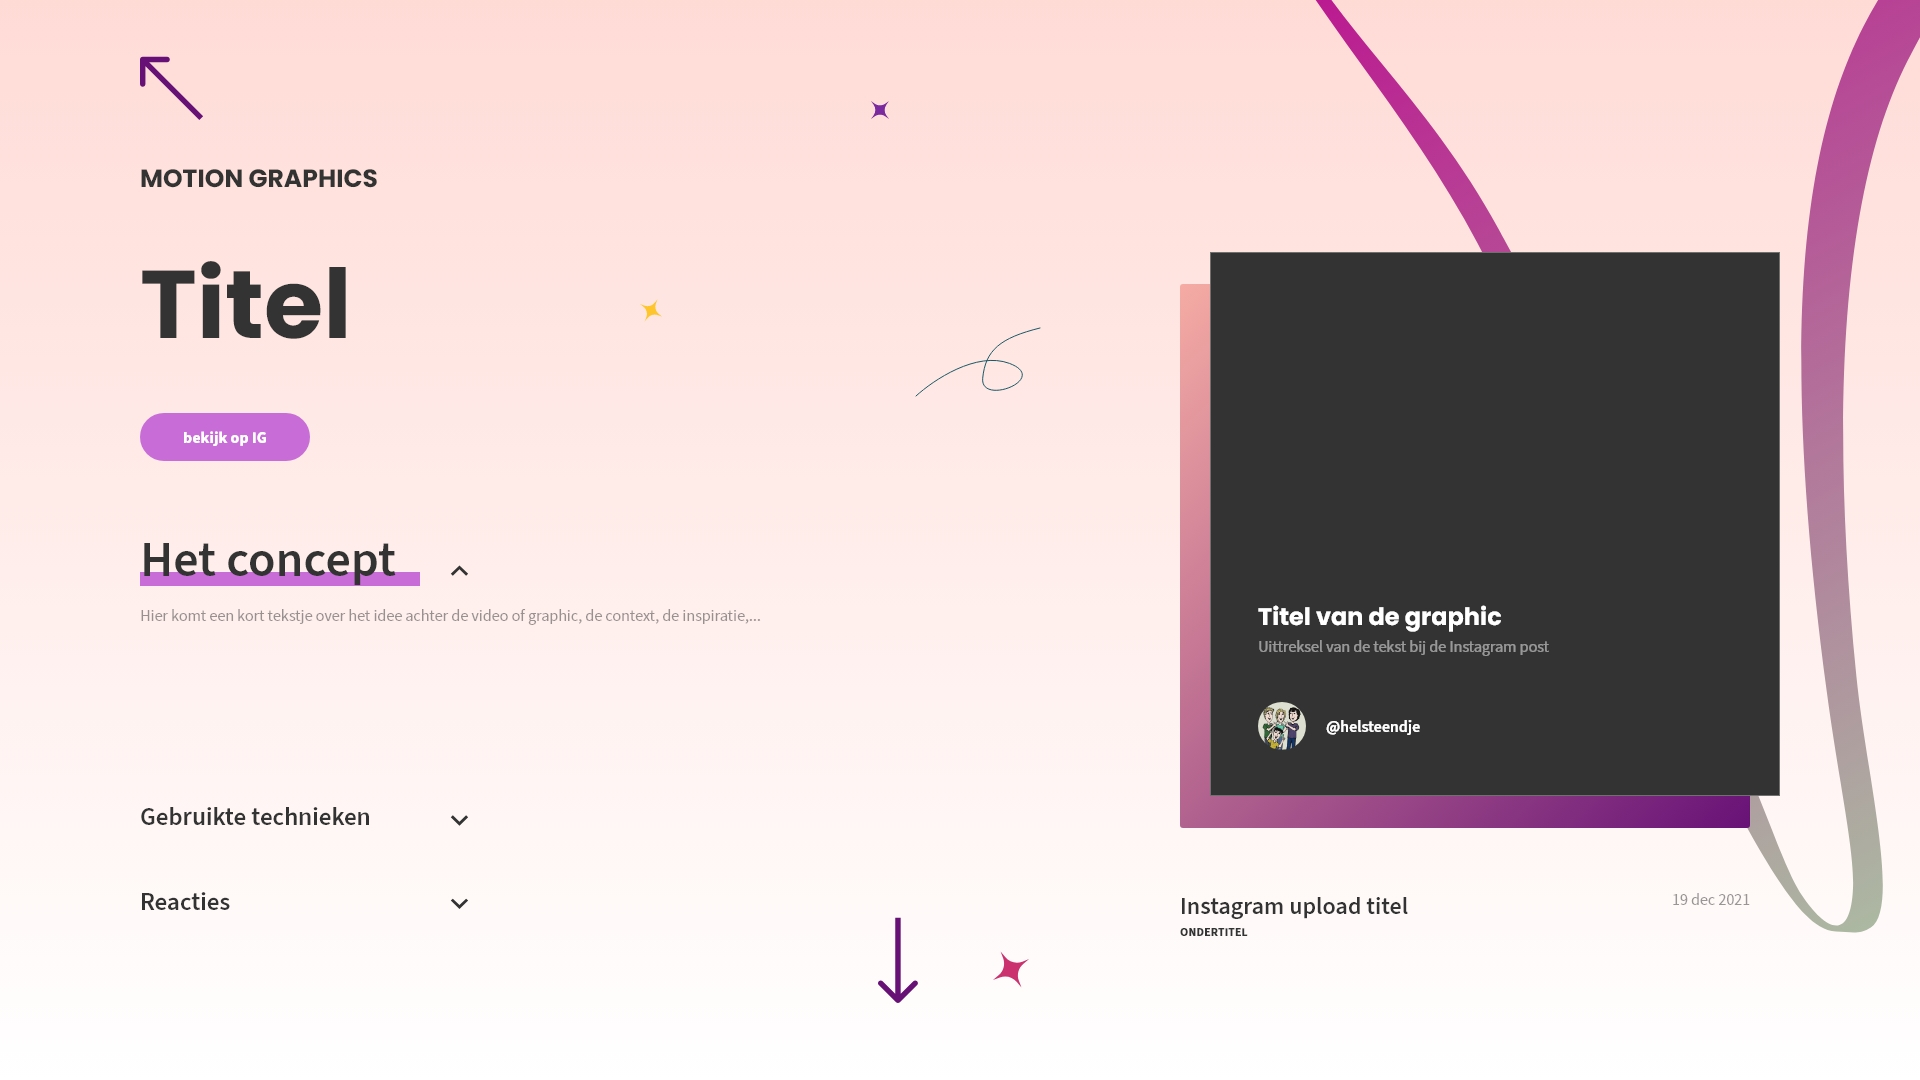 MOTION GRAPHICS
Titel
bekijk op IG
Het concept
Hier komt een kort tekstje over het idee achter de video of graphic, de context, de inspiratie,...
Gebruikte technieken
Reacties
Titel van de graphic
Uittreksel van de tekst bij de Instagram post
@helsteendje
Instagram upload titel
19 dec 2021
ONDERTITEL